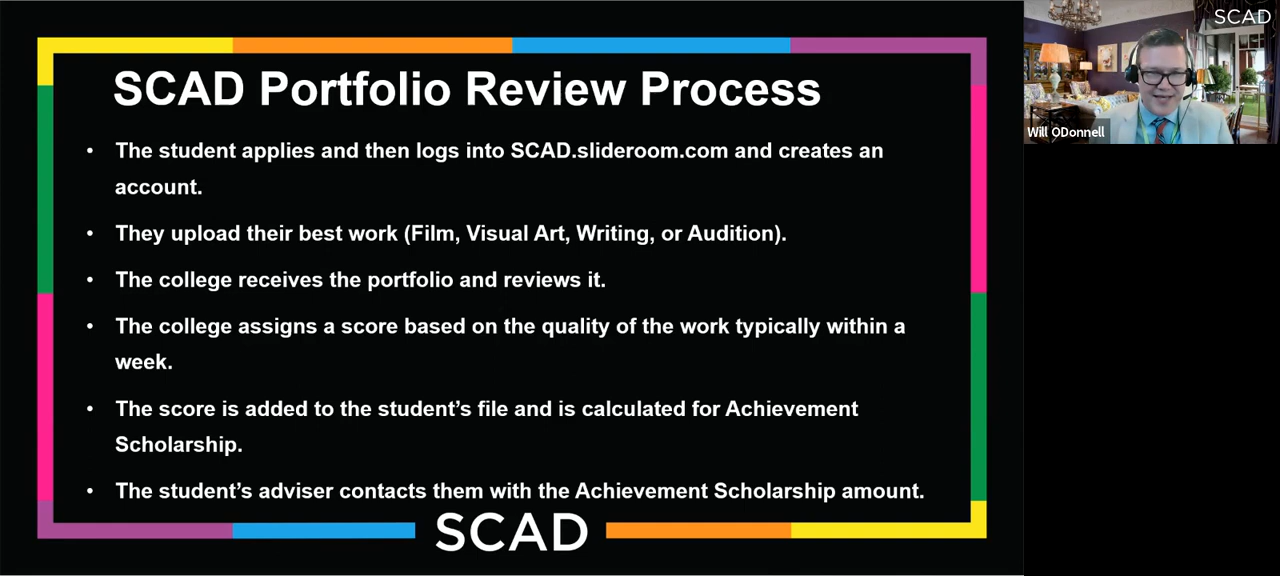 SCAD Portfolio Review Process
• The student applies and then logs into SCAD.slideroom.com and creates an
account.
• They upload their best work (Film, Visual Art, Writing, or Audition).
• The college receives the portfolio and reviews it.
• The college assigns a score based on the quality of the work typically within a
week.
• The score is added to the student’s file and is calculated for Achievement
Scholarship.
• The student’s adviser contacts them with the Achievement Scholarship amount.
SCAD
SCAD
Will ODonnell